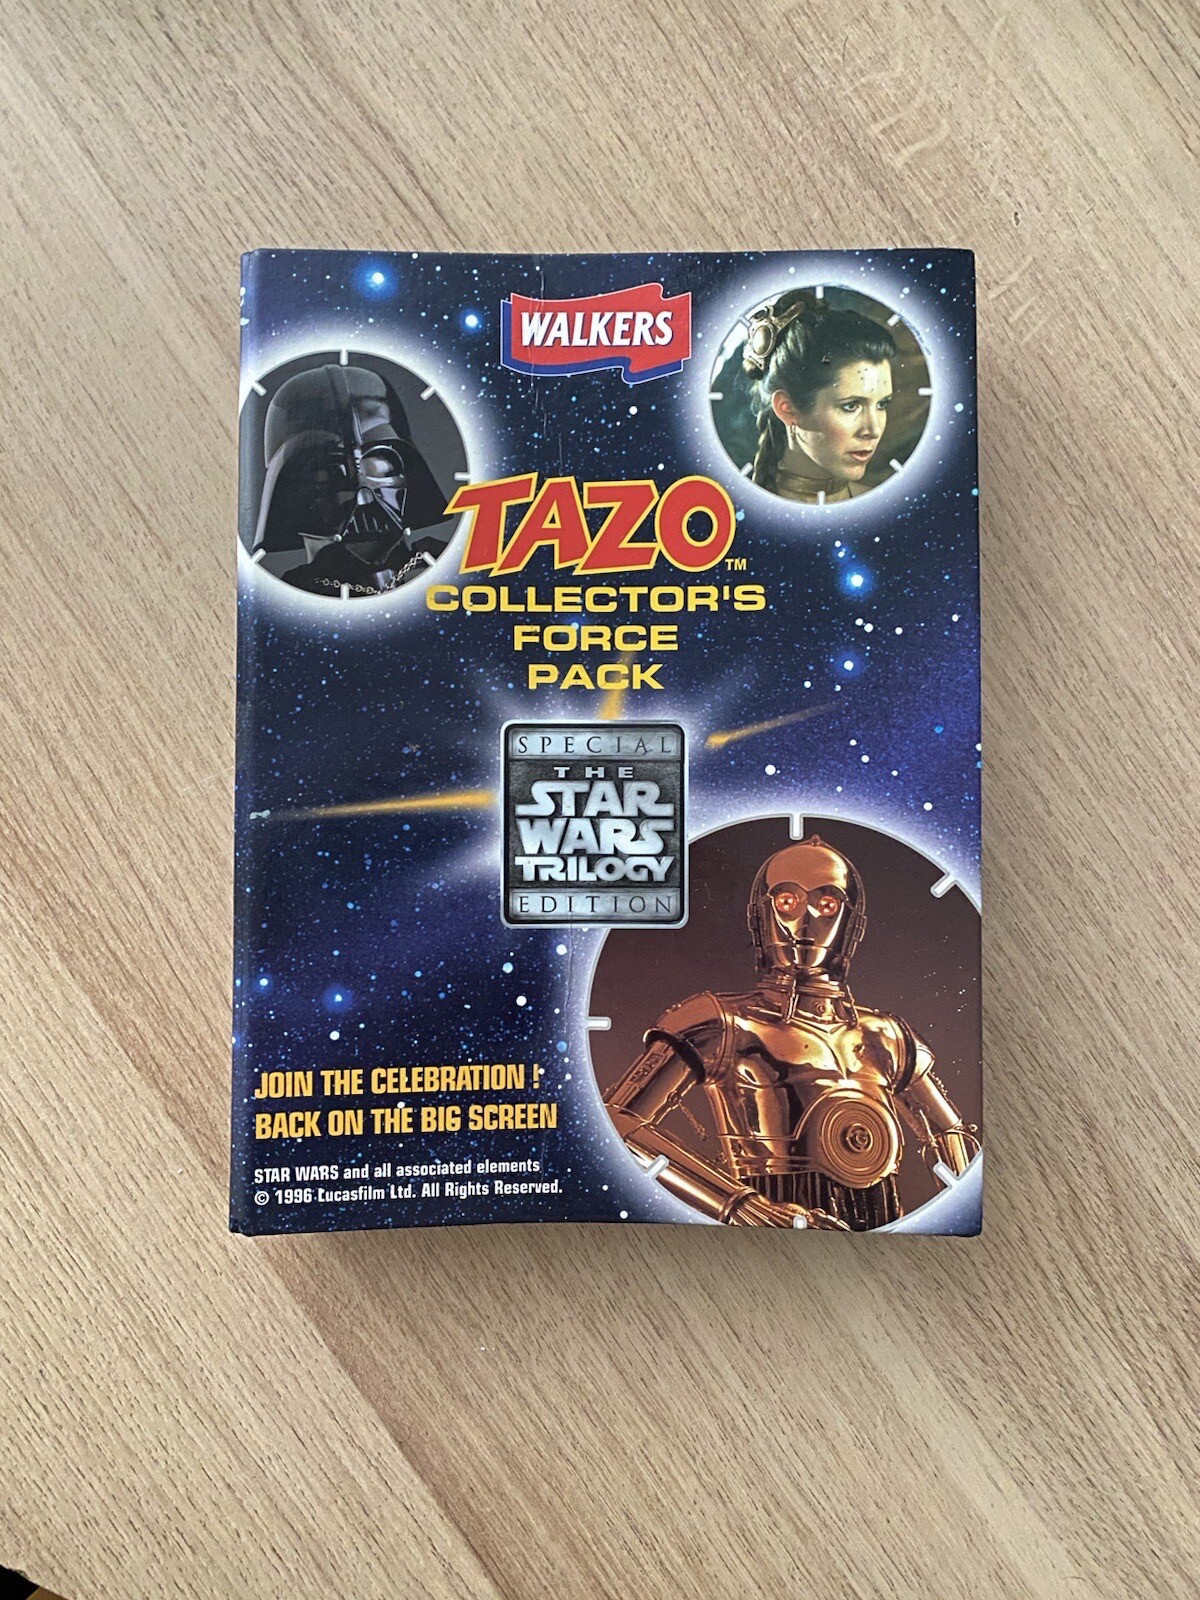 WALKERS
TAZO™
COLLECTOR'S
FORCE
PACK
SPECIAL
THE
STAR
WARS
TRILOGY
EDITION
JOIN THE CELEBRATION !
BACK ON THE BIG SCREEN
STAR WARS and all associated elements
© 1996 Lucasfilm Ltd. All Rights Reserved.